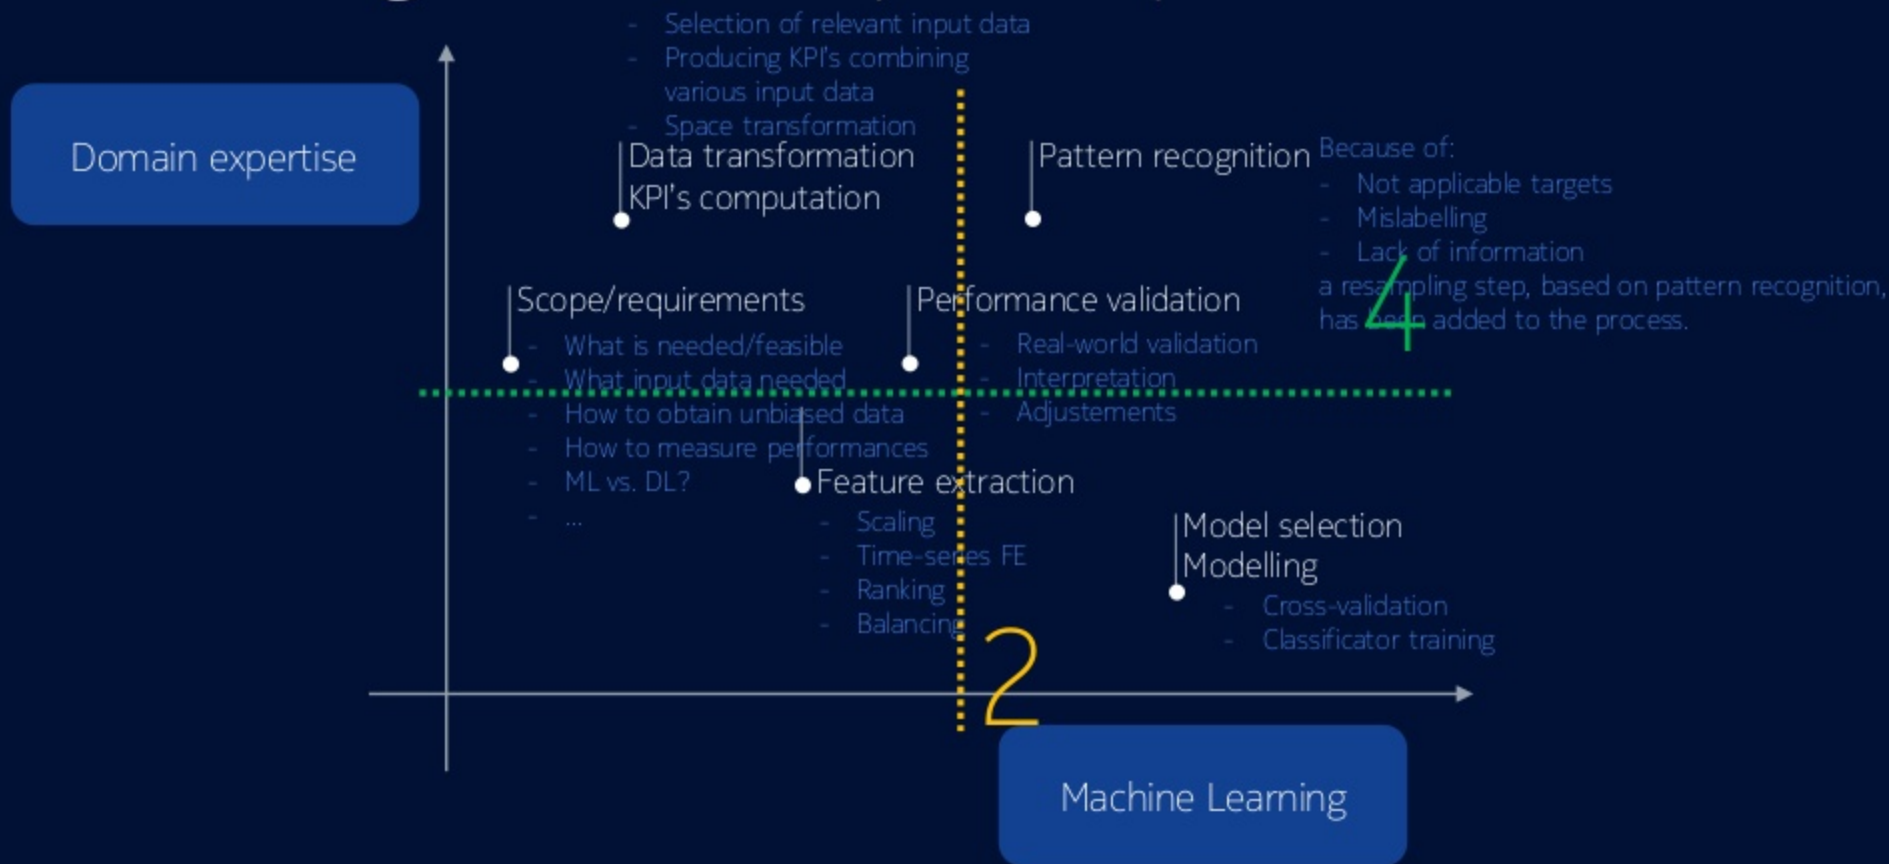 - Selection of relevant input data
- Producing KPI's combining
various input data
- Space transformation
Data transformation
KPI's computation
Domain expertise
Pattern recognition
Because of:
- Not applicable targets
- Mislabelling
- Lack of information
a resampling step, based on pattern recognition,
has been added to the process.
4
Scope/requirements
- What is needed/feasible
- What input data needed
- How to obtain unbiased data
- How to measure performances
- ML vs. DL?
- ...
Performance validation
- Real-world validation
- Interpretation
- Adjustements
Feature extraction
- Scaling
- Time-series FE
- Ranking
- Balancing
Model selection
Modelling
- Cross-validation
- Classificator training
2
Machine Learning